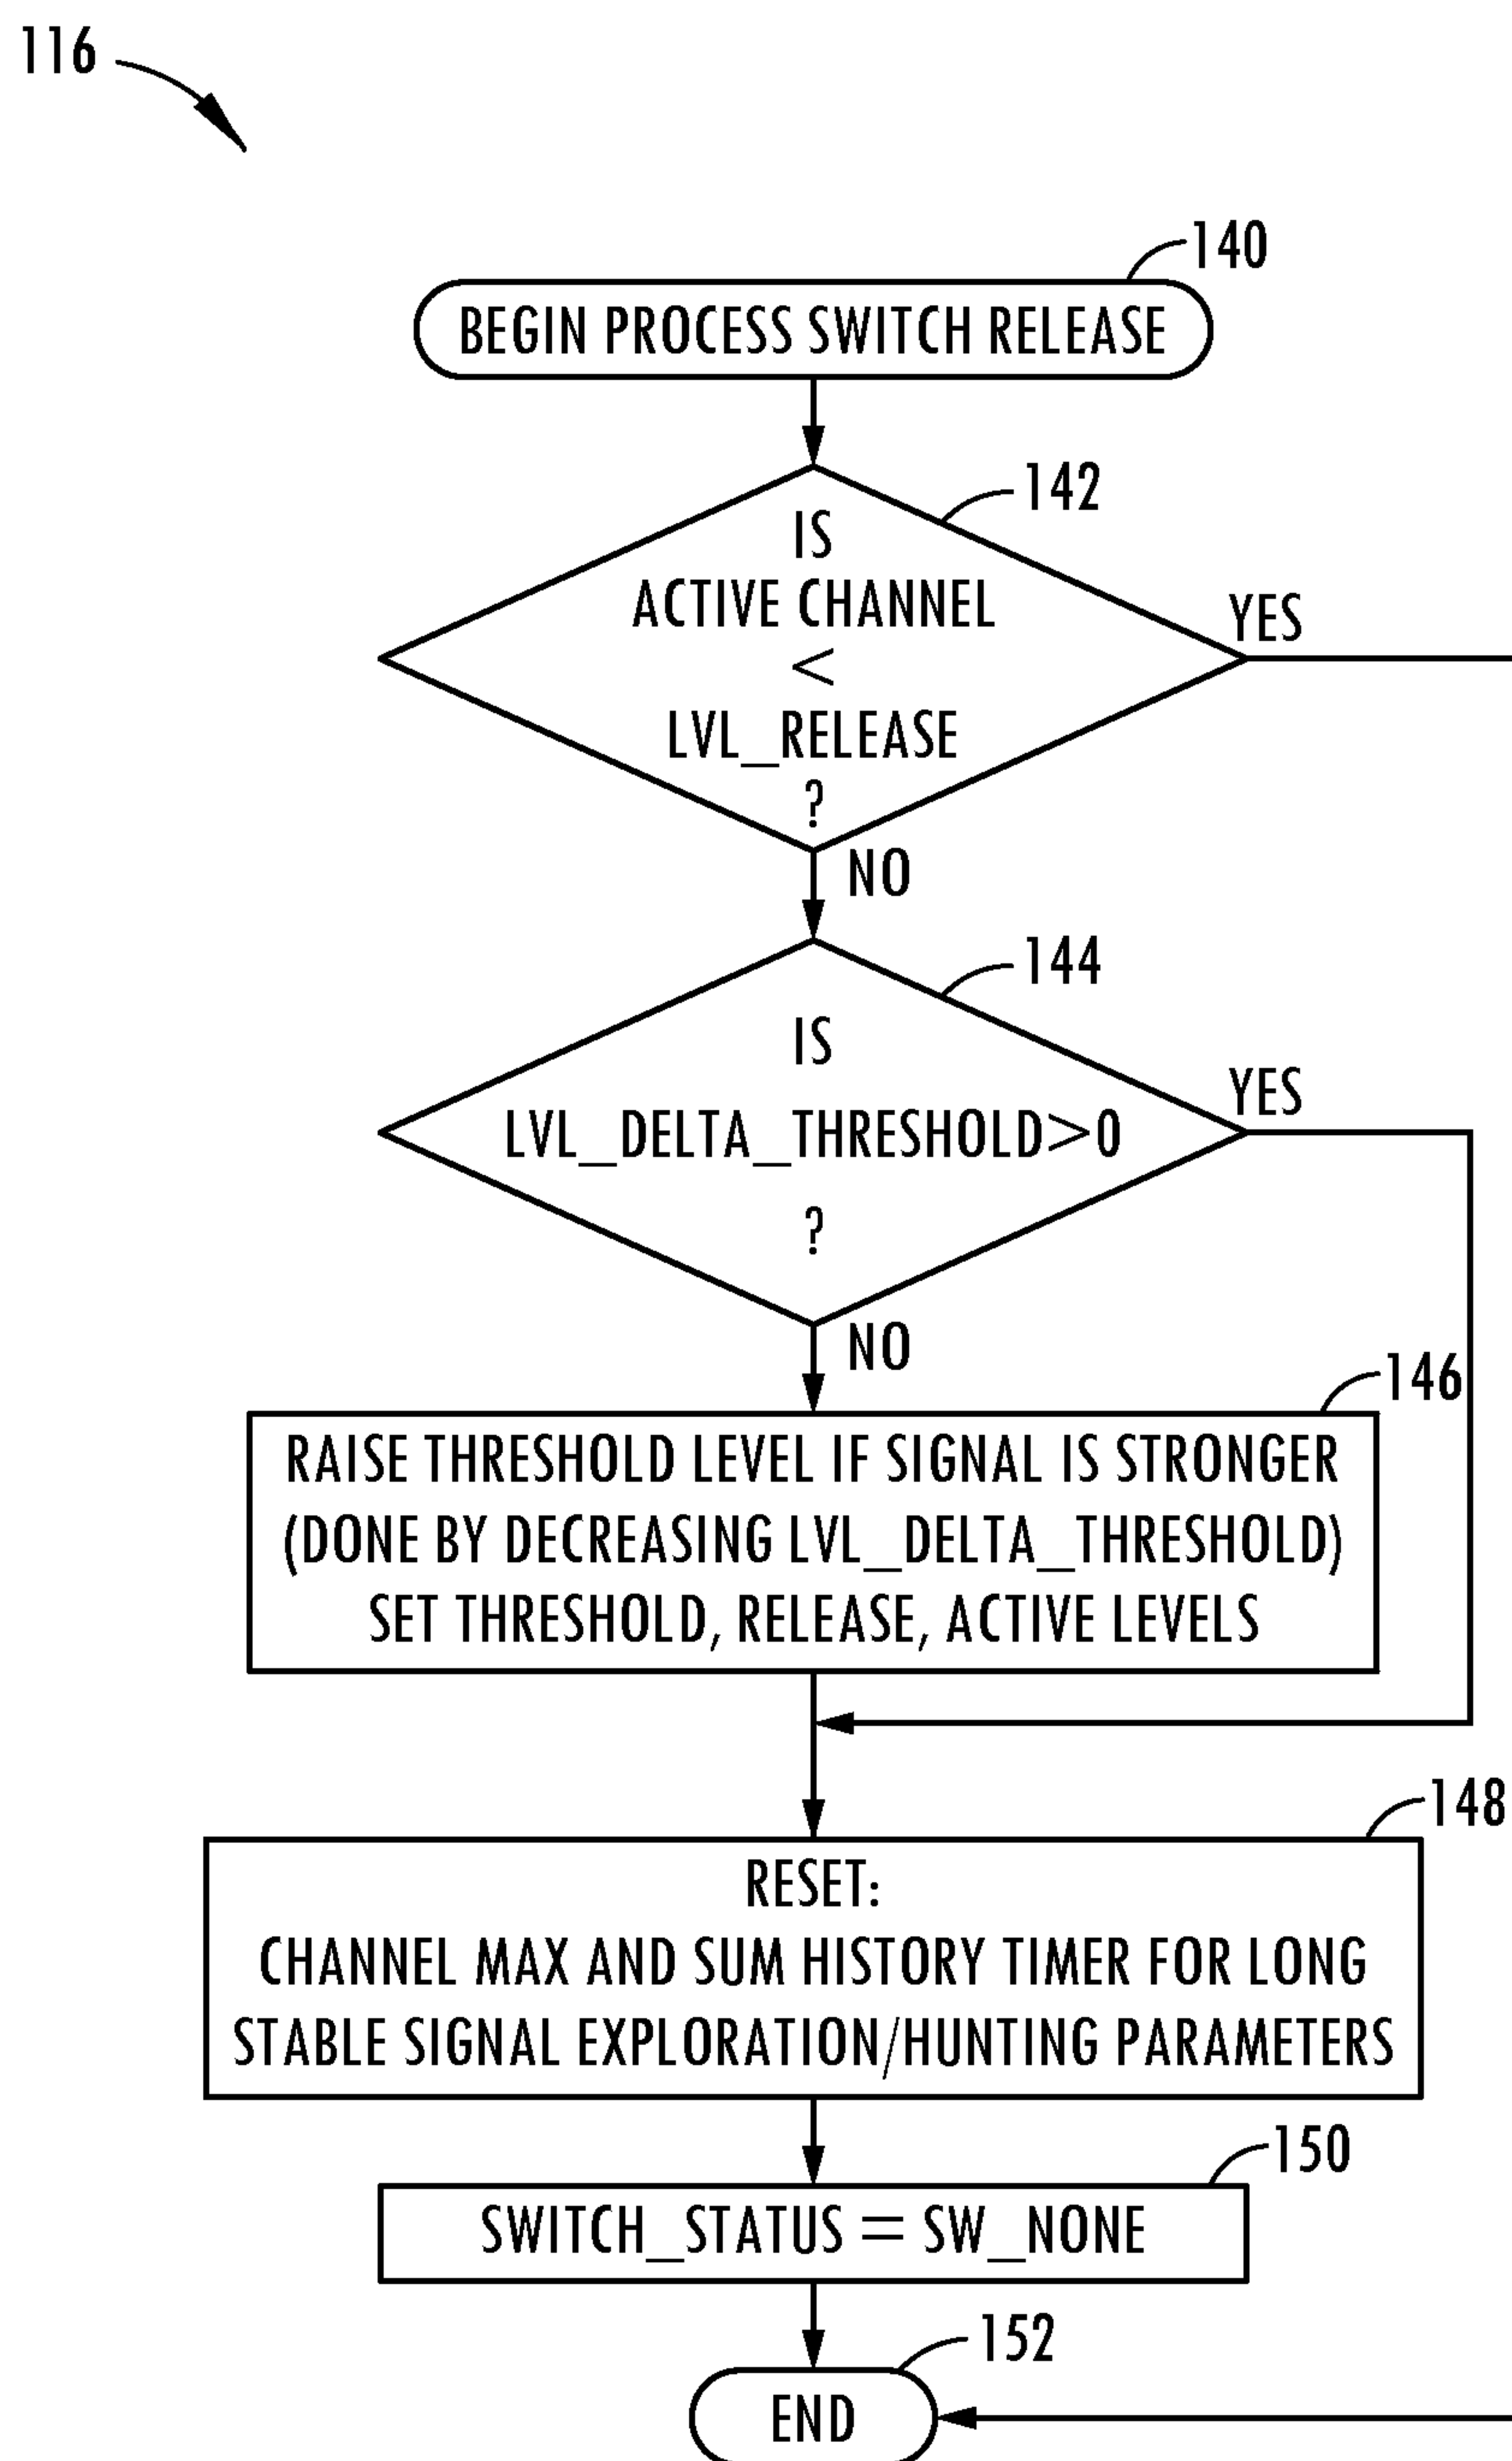 116
140
BEGIN PROCESS SWITCH RELEASE
142
IS
ACTIVE CHANNEL
<
LVL_RELEASE
?
YES
NO
144
IS
LVL_DELTA_THRESHOLD>0
?
YES
NO
146
RAISE THRESHOLD LEVEL IF SIGNAL IS STRONGER
(DONE BY DECREASING LVL_DELTA_THRESHOLD)
SET THRESHOLD, RELEASE, ACTIVE LEVELS
148
RESET:
CHANNEL MAX AND SUM HISTORY TIMER FOR LONG
STABLE SIGNAL EXPLORATION/HUNTING PARAMETERS
150
SWITCH_STATUS = SW_NONE
152
END